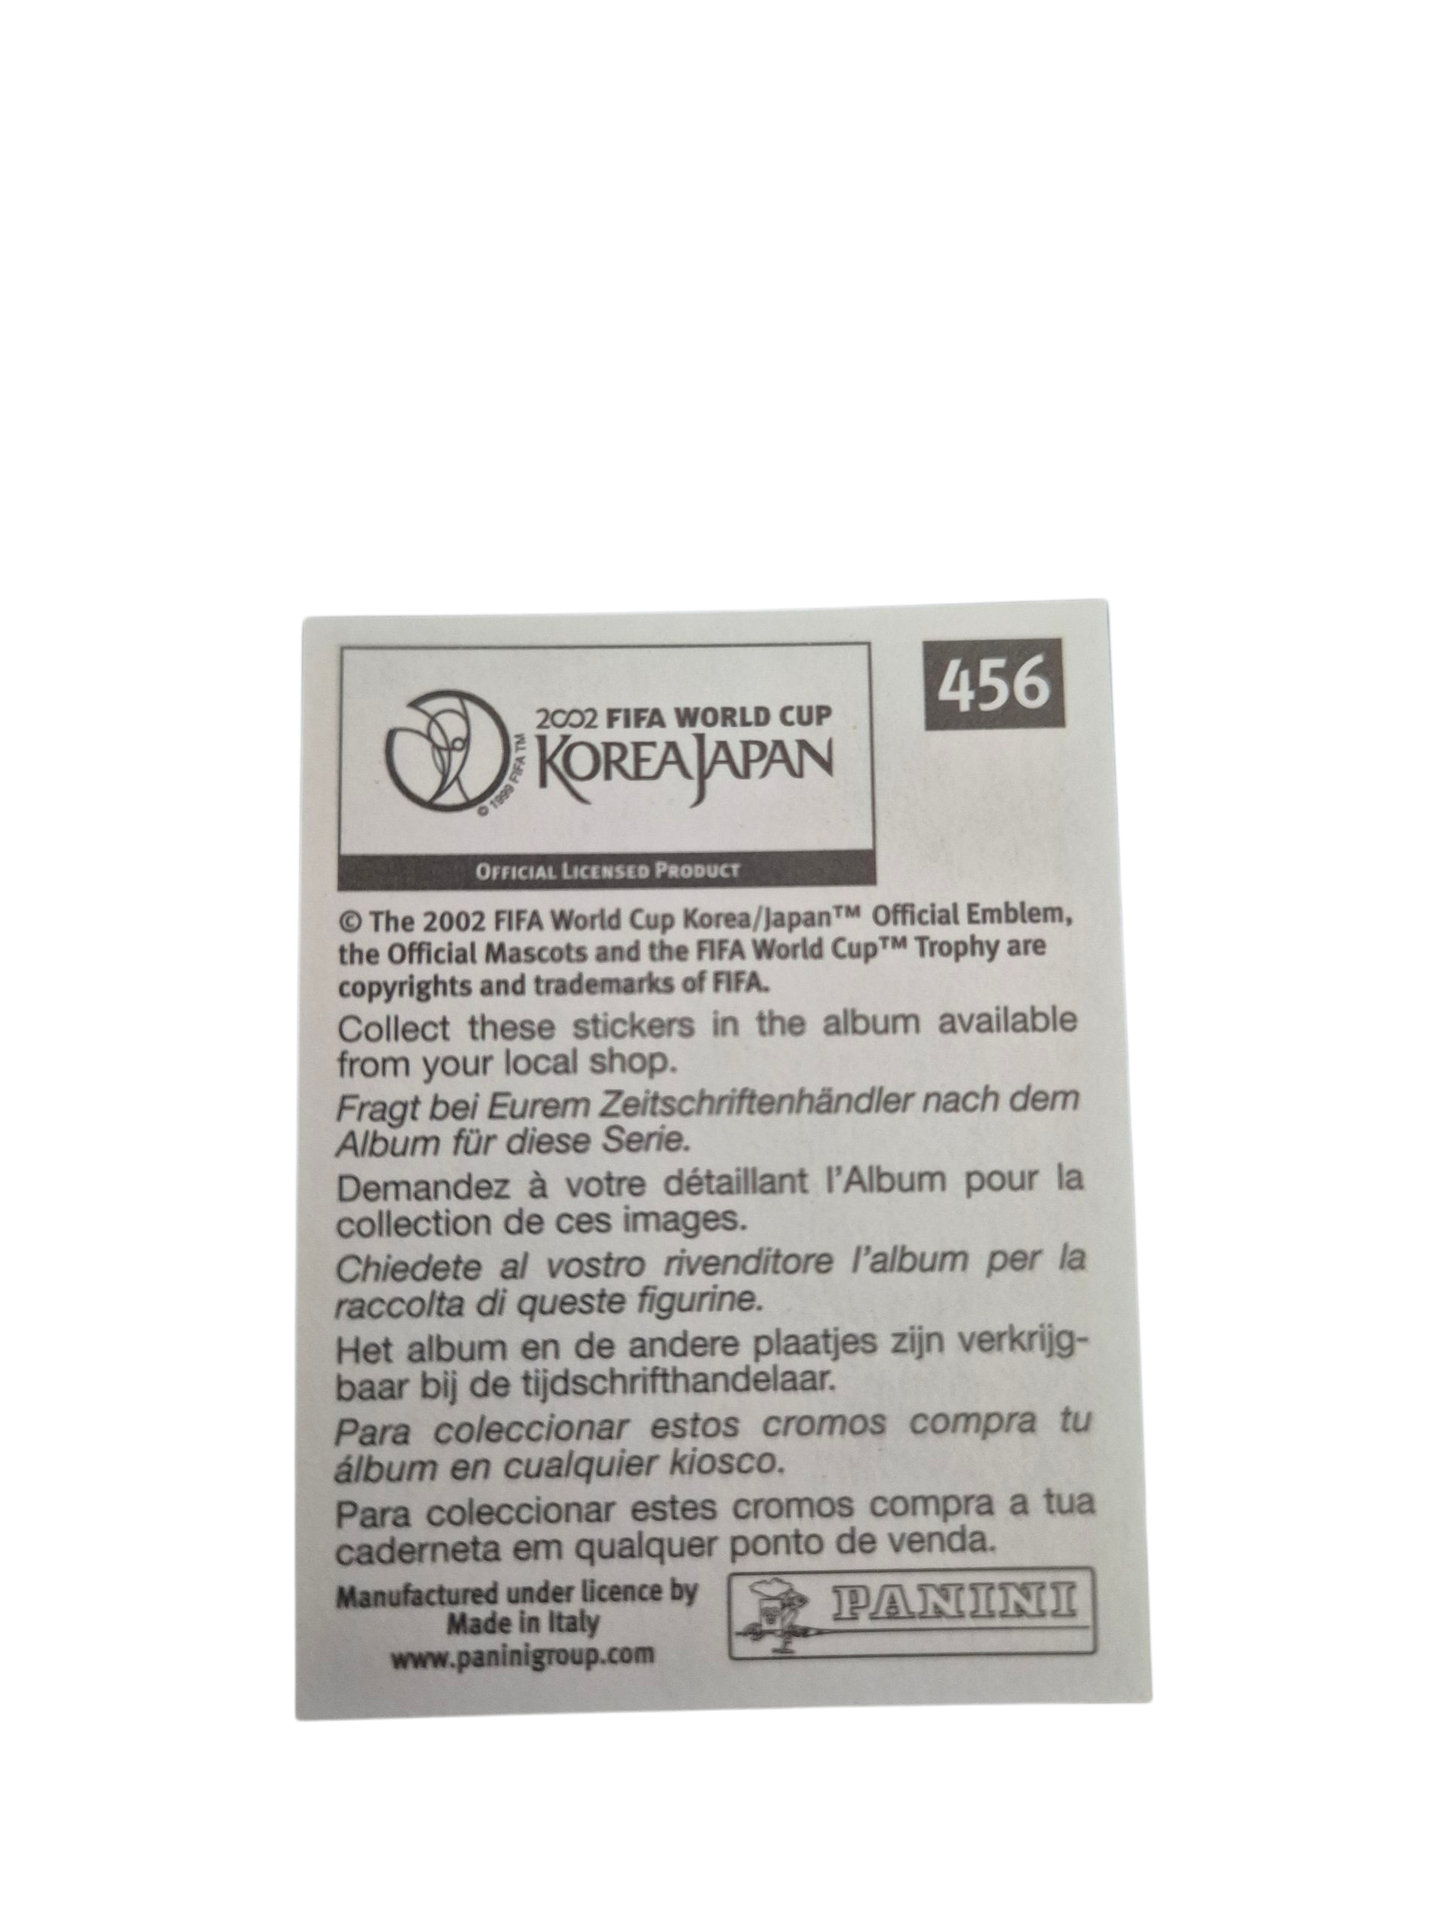 456
2002 FIFA WORLD CUP
KOREAJAPAN
© 1999 FIFA™
OFFICIAL LICENSED PRODUCT
© The 2002 FIFA World Cup Korea/Japan™ Official Emblem,
the Official Mascots and the FIFA World Cup™ Trophy are
copyrights and trademarks of FIFA.
Collect these stickers in the album available
from your local shop.
Fragt bei Eurem Zeitschriftenhändler nach dem
Album für diese Serie.
Demandez à votre détaillant l'Album pour la
collection de ces images.
Chiedete al vostro rivenditore l'album per la
raccolta di queste figurine.
Het album en de andere plaatjes zijn verkrijg-
baar bij de tijdschrifthandelaar.
Para coleccionar estos cromos compra tu
álbum en cualquier kiosco.
Para coleccionar estes cromos compra a tua
caderneta em qualquer ponto de venda.
Manufactured under licence by
Made in Italy
www.paninigroup.com
PANINI